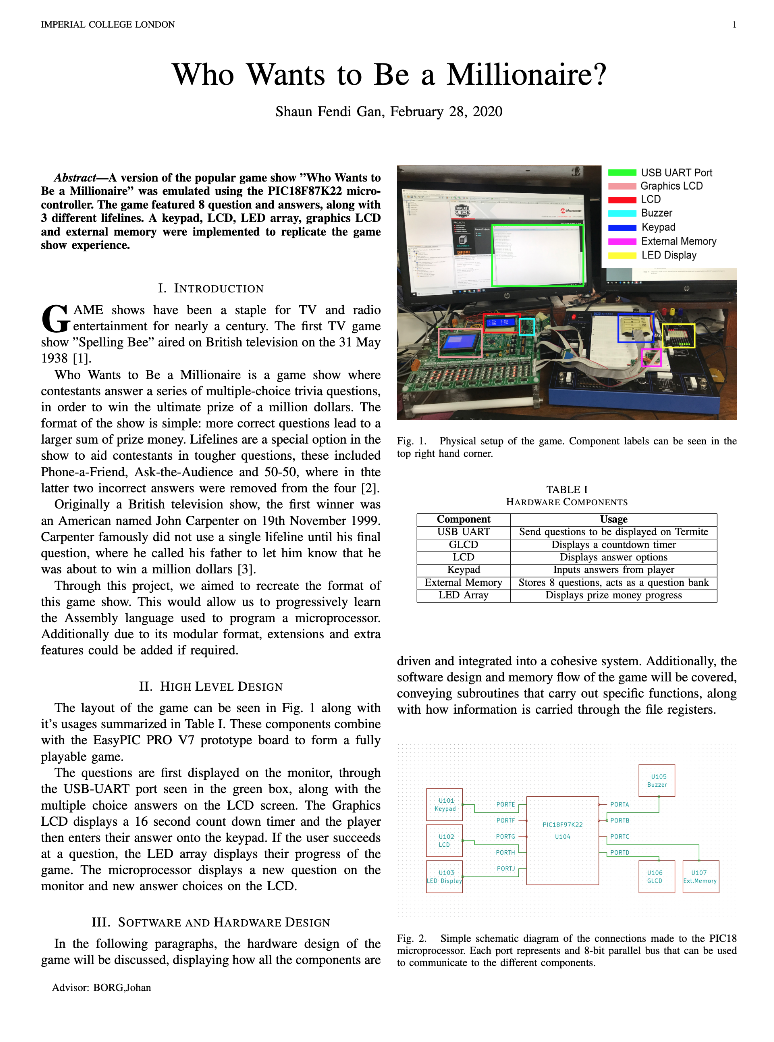 IMPERIAL COLLEGE LONDON
1
Who Wants to Be a Millionaire?
Shaun Fendi Gan, February 28, 2020
Abstract—A version of the popular game show ”Who Wants to
Be a Millionaire” was emulated using the PIC18F87K22 micro-
controller. The game featured 8 question and answers, along with
3 different lifelines. A keypad, LCD, LED array, graphics LCD
and external memory were implemented to replicate the game
show experience.
I. INTRODUCTION
GAME shows have been a staple for TV and radio
entertainment for nearly a century. The first TV game
show ”Spelling Bee” aired on British television on the 31 May
1938 [1].
Who Wants to Be a Millionaire is a game show where
contestants answer a series of multiple-choice trivia questions,
in order to win the ultimate prize of a million dollars. The
format of the show is simple: more correct questions lead to a
larger sum of prize money. Lifelines are a special option in the
show to aid contestants in tougher questions, these included
Phone-a-Friend, Ask-the-Audience and 50-50, where in thte
latter two incorrect answers were removed from the four [2].
Originally a British television show, the first winner was
an American named John Carpenter on 19th November 1999.
Carpenter famously did not use a single lifeline until his final
question, where he called his father to let him know that he
was about to win a million dollars [3].
Through this project, we aimed to recreate the format of
this game show. This would allow us to progressively learn
the Assembly language used to program a microprocessor.
Additionally due to its modular format, extensions and extra
features could be added if required.
II. HIGH LEVEL DESIGN
The layout of the game can be seen in Fig. 1 along with
it’s usages summarized in Table I. These components combine
with the EasyPIC PRO V7 prototype board to form a fully
playable game.
The questions are first displayed on the monitor, through
the USB-UART port seen in the green box, along with the
multiple choice answers on the LCD screen. The Graphics
LCD displays a 16 second count down timer and the player
then enters their answer onto the keypad. If the user succeeds
at a question, the LED array displays their progress of the
game. The microprocessor displays a new question on the
monitor and new answer choices on the LCD.
III. SOFTWARE AND HARDWARE DESIGN
In the following paragraphs, the hardware design of the
game will be discussed, displaying how all the components are
Advisor: BORG,Johan
USB UART Port
Graphics LCD
LCD
Buzzer
Keypad
External Memory
LED Display
Fig. 1. Physical setup of the game. Component labels can be seen in the
top right hand corner.
TABLE I
HARDWARE COMPONENTS
Component Usage
USB UART Send questions to be displayed on Termite
GLCD Displays a countdown timer
LCD Displays answer options
Keypad Inputs answers from player
External Memory Stores 8 questions, acts as a question bank
LED Array Displays prize money progress
driven and integrated into a cohesive system. Additionally, the
software design and memory flow of the game will be covered,
conveying subroutines that carry out specific functions, along
with how information is carried through the file registers.
U101
Keypad
U102
LCD
U103
LED Display
PORTE
PORTF
PORTG
PORTH
PORTJ
PIC18F97K22
U104
PORTA
PORTB
PORTC
PORTD
U105
Buzzer
U106
GLCD
U107
Ext.Memory
Fig. 2. Simple schematic diagram of the connections made to the PIC18
microprocessor. Each port represents and 8-bit parallel bus that can be used
to communicate to the different components.